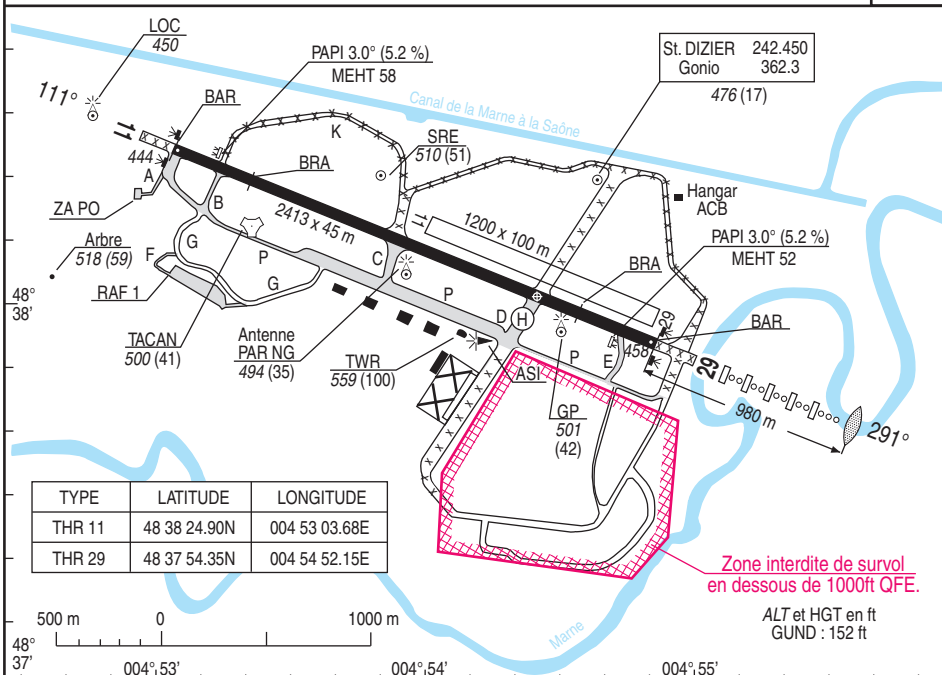 LOC
450
PAPI 3.0° (5.2 %)
MEHT 58
St. DIZIER 242.450
Gonio 362.3
476 (17)
111°
BAR
11
444
Canal de la Marne à la Saône
K
SRE
510 (51)
BRA
A
ZA PO
B
2413 x 45 m
11
1200 x 100 m
Hangar
ACB
PAPI 3.0° (5.2 %)
MEHT 52
Arbre
518 (59)
G
F
P
G
C
BRA
RAF 1
P
D
H
29
BAR
48°
38'
TACAN
500 (41)
Antenne
PAR NG
494 (35)
TWR
559 (100)
ASI
P
E
458
29
GP
501
(42)
980 m
291°
TYPE LATITUDE LONGITUDE
THR 11 48 38 24.90N 004 53 03.68E
THR 29 48 37 54.35N 004 54 52.15E
Zone interdite de survol
en dessous de 1000ft QFE.
ALT et HGT en ft
GUND : 152 ft
500 m 0 1000 m
Marne
48°
37'
004° 53' 004° 54' 004° 55'